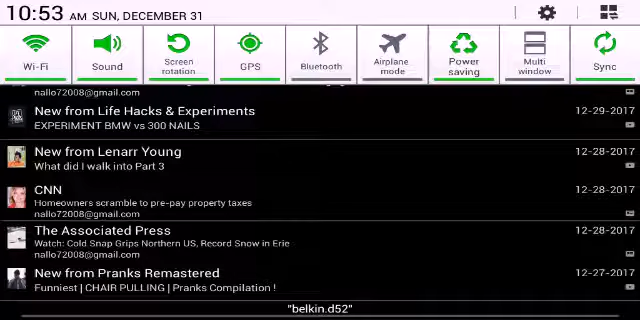 10:53 AM SUN, DECEMBER 31
Wi-Fi
Sound
Screen rotation
GPS
Bluetooth
Airplane mode
Power saving
Multi window
Sync
nallo72008@gmail.com
New from Life Hacks & Experiments 12-29-2017
EXPERIMENT BMW vs 300 NAILS
New from Lenarr Young 12-28-2017
What did I walk into Part 3
CNN 12-28-2017
Homeowners scramble to pre-pay property taxes
nallo72008@gmail.com
The Associated Press 12-28-2017
Watch: Cold Snap Grips Northern US, Record Snow in Erie
nallo72008@gmail.com
New from Pranks Remastered 12-27-2017
Funniest | CHAIR PULLING | Pranks Compilation !
"belkin.d52"